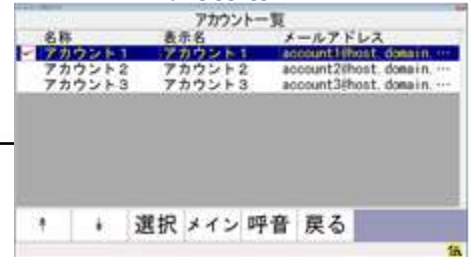 アカウント一覧
名称 表示名 メールアドレス
アカウント1 アカウント1 account1@host.domain.…
アカウント2 アカウント2 account2@host.domain.…
アカウント3 アカウント3 account3@host.domain.…
↑ ↓ 選択 メイン 呼音 戻る